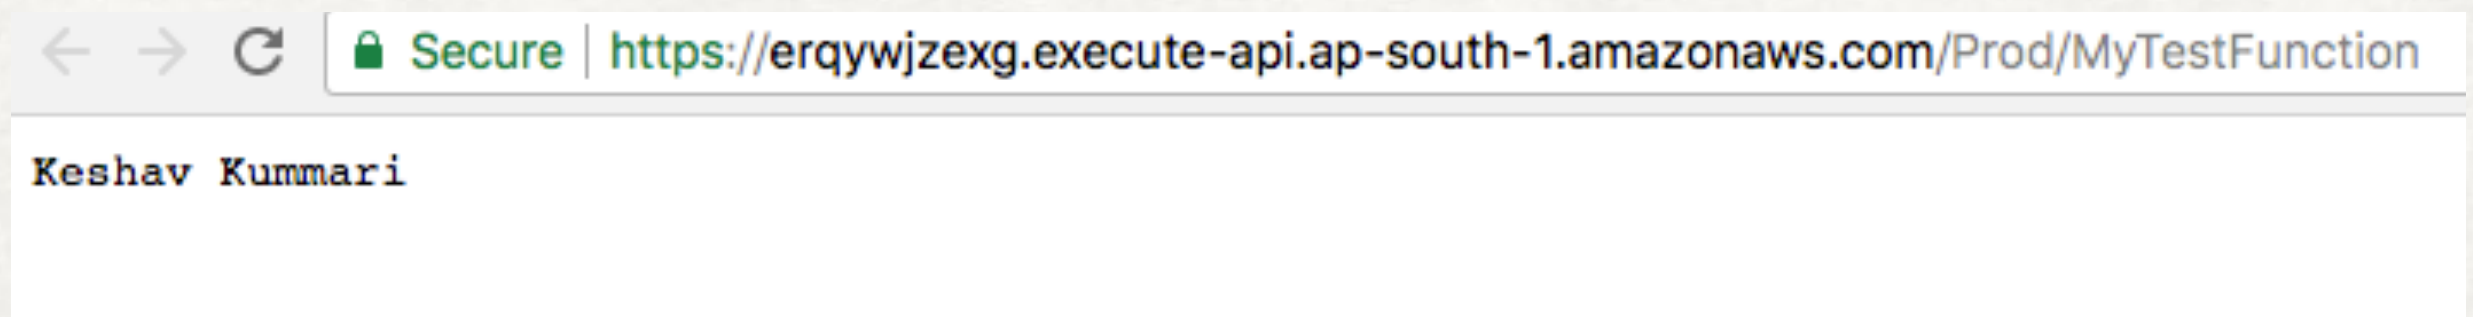 Secure https://erqywjzexg.execute-api.ap-south-1.amazonaws.com/Prod/MyTestFunction
Keshav Kummari